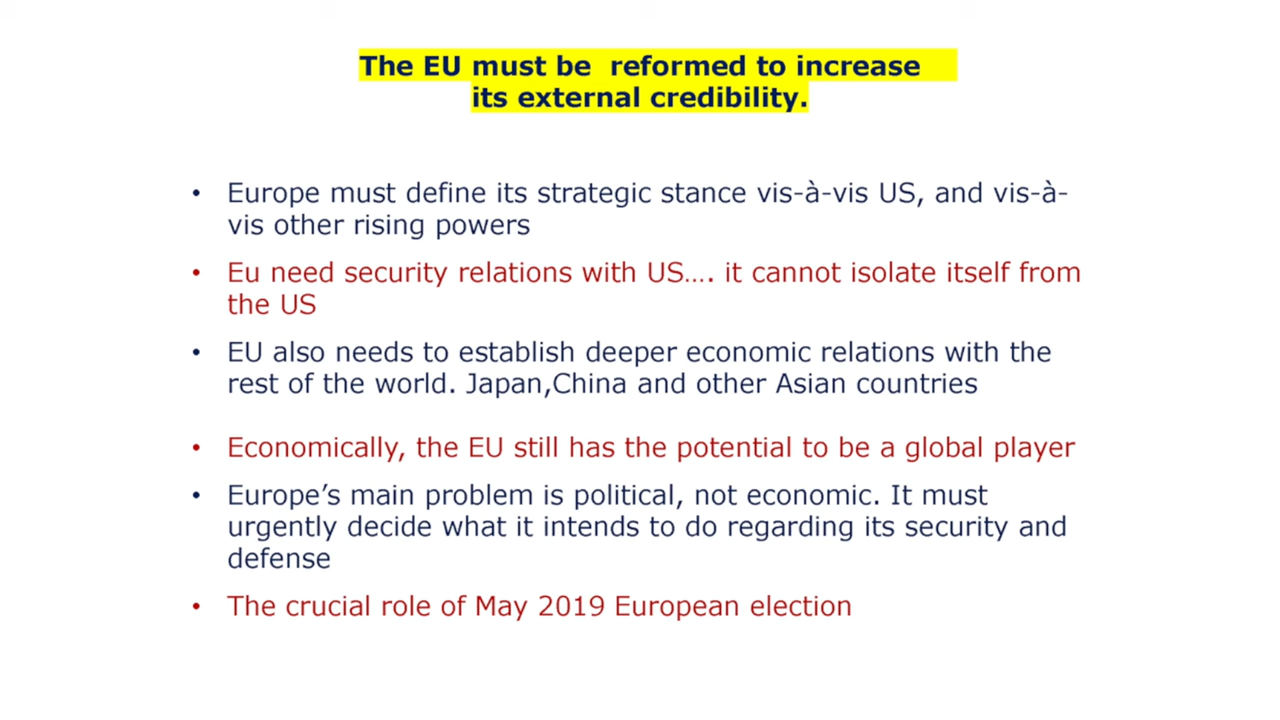 The EU must be  reformed to increase
its external credibility.
• Europe must define its strategic stance vis-à-vis US, and vis-à-
vis other rising powers
• Eu need security relations with US…. it cannot isolate itself from
the US
• EU also needs to establish deeper economic relations with the
rest of the world. Japan,China and other Asian countries
• Economically, the EU still has the potential to be a global player
• Europe’s main problem is political, not economic. It must
urgently decide what it intends to do regarding its security and
defense
• The crucial role of May 2019 European election